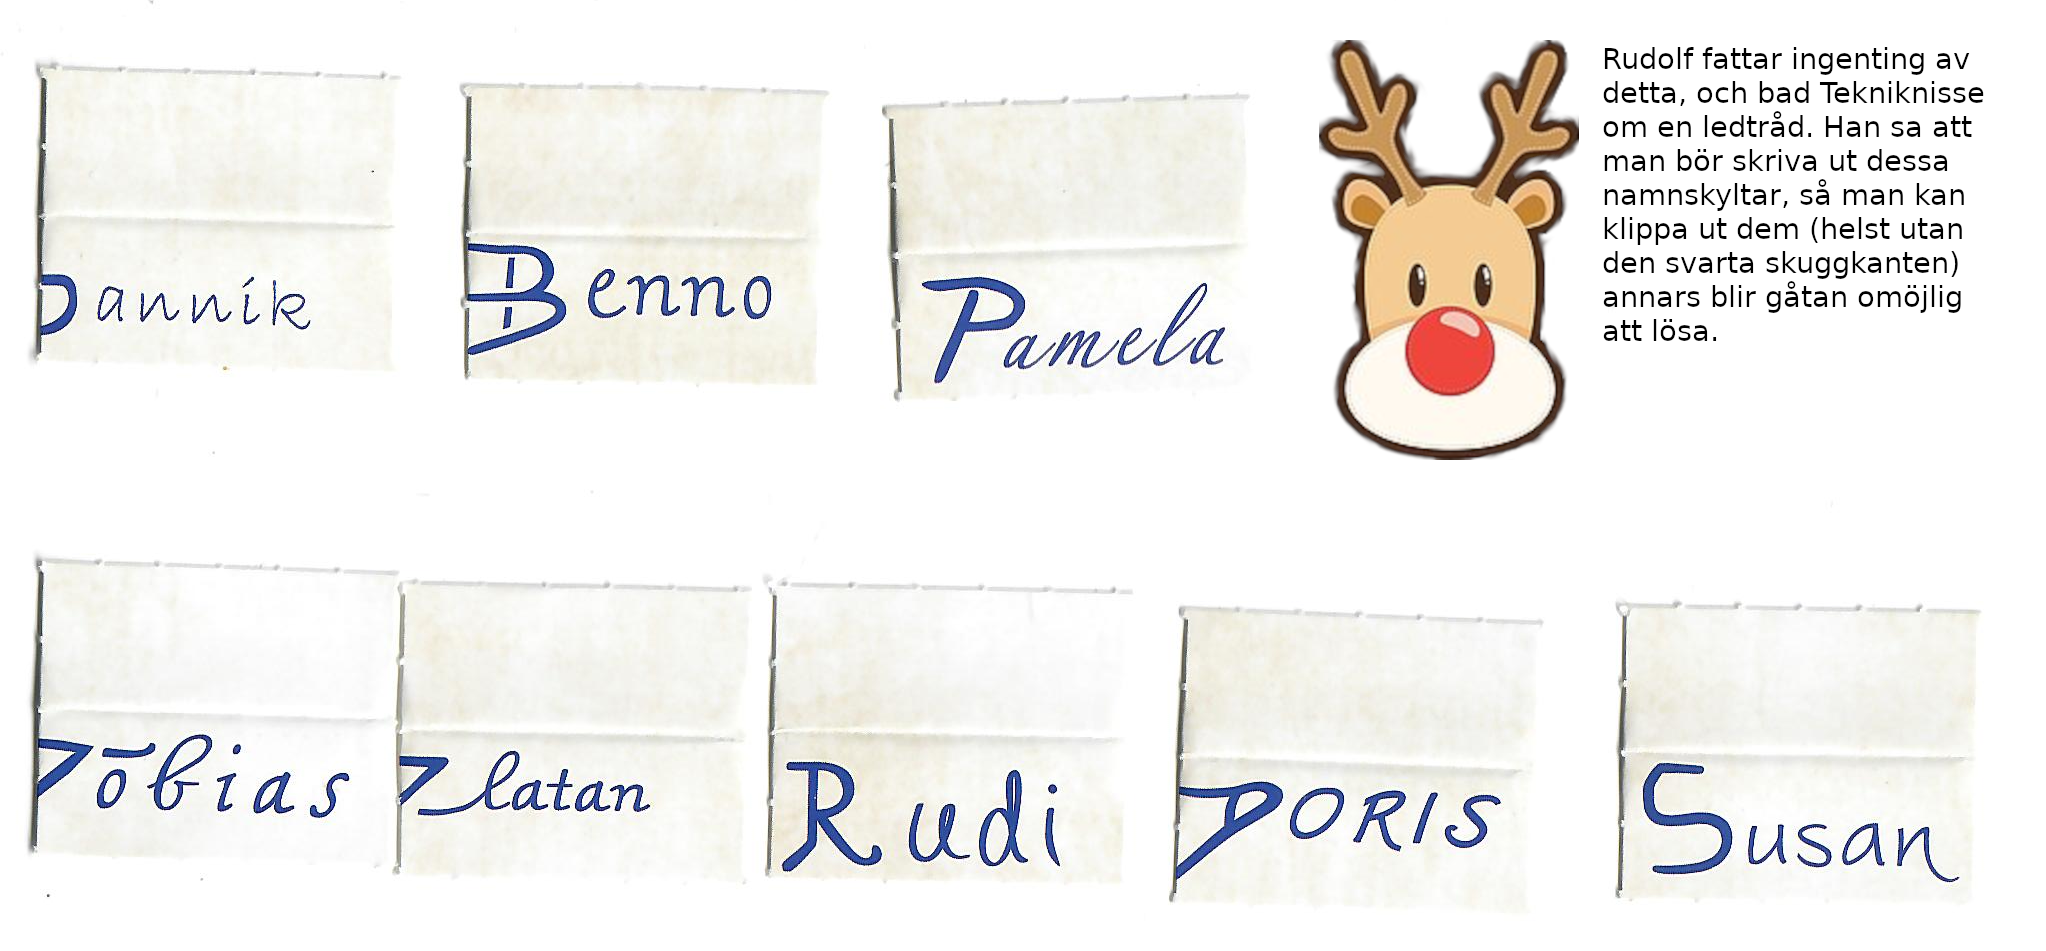 Dannik
Benno
Pamela
Rudolf fattar ingenting av
detta, och bad Tekniknisse
om en ledtråd. Han sa att
man bör skriva ut dessa
namnskyltar, så man kan
klippa ut dem (helst utan
den svarta skuggkanten)
annars blir gåtan omöjlig
att lösa.
Tobias
Zlatan
Rudi
DORIS
Susan